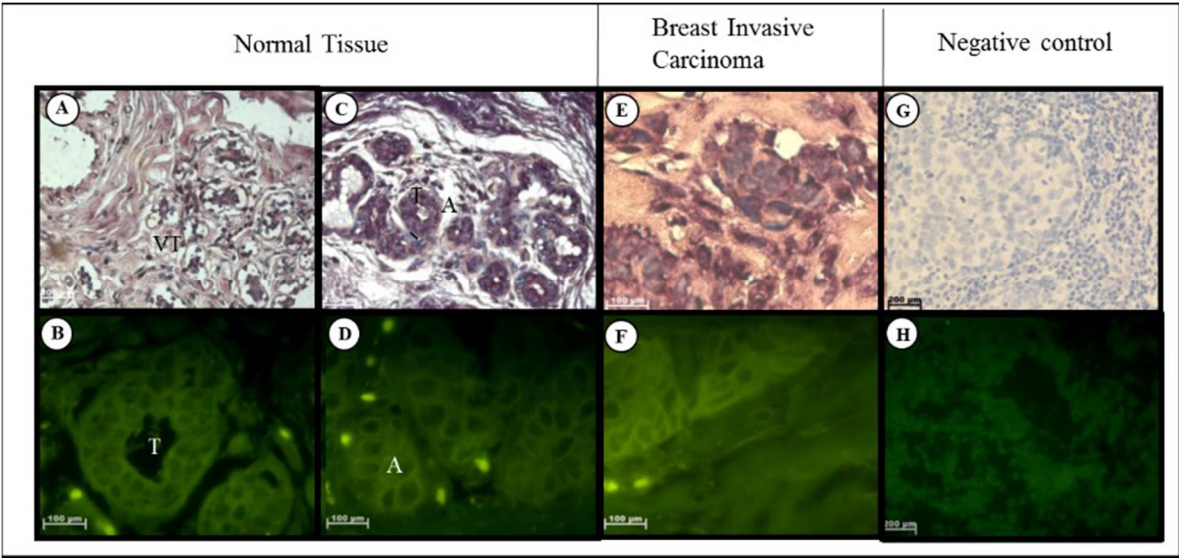 Normal Tissue
Breast Invasive
Carcinoma
Negative control
A
C
E
G
VT
T
A
100 µm
200 µm
B
D
F
H
T
A
100 µm
100 µm
100 µm
200 µm